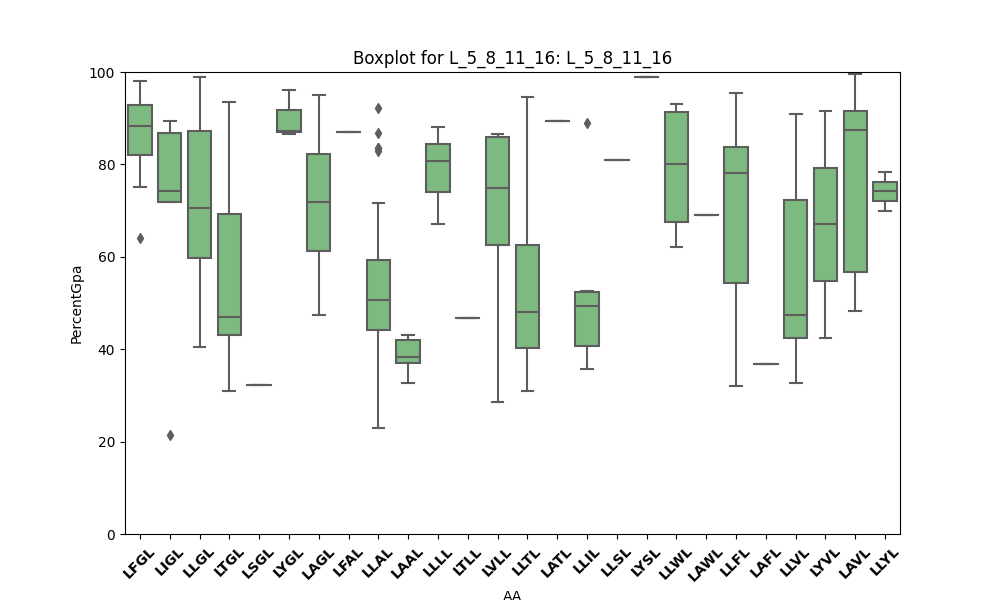 Boxplot for L_5_8_11_16: L_5_8_11_16
100
80
60
40
20
0
PercentGpa
LFGL LIGL LLGL LTGL LSGL LYGL LAGL LFAL LLAL LAAL LLLL LTLL LVLL LLTL LATL LLIL LLSL LYSL LLWL LAWL LLFL LAFL LLVL LYVL LAVL LLYL
AA